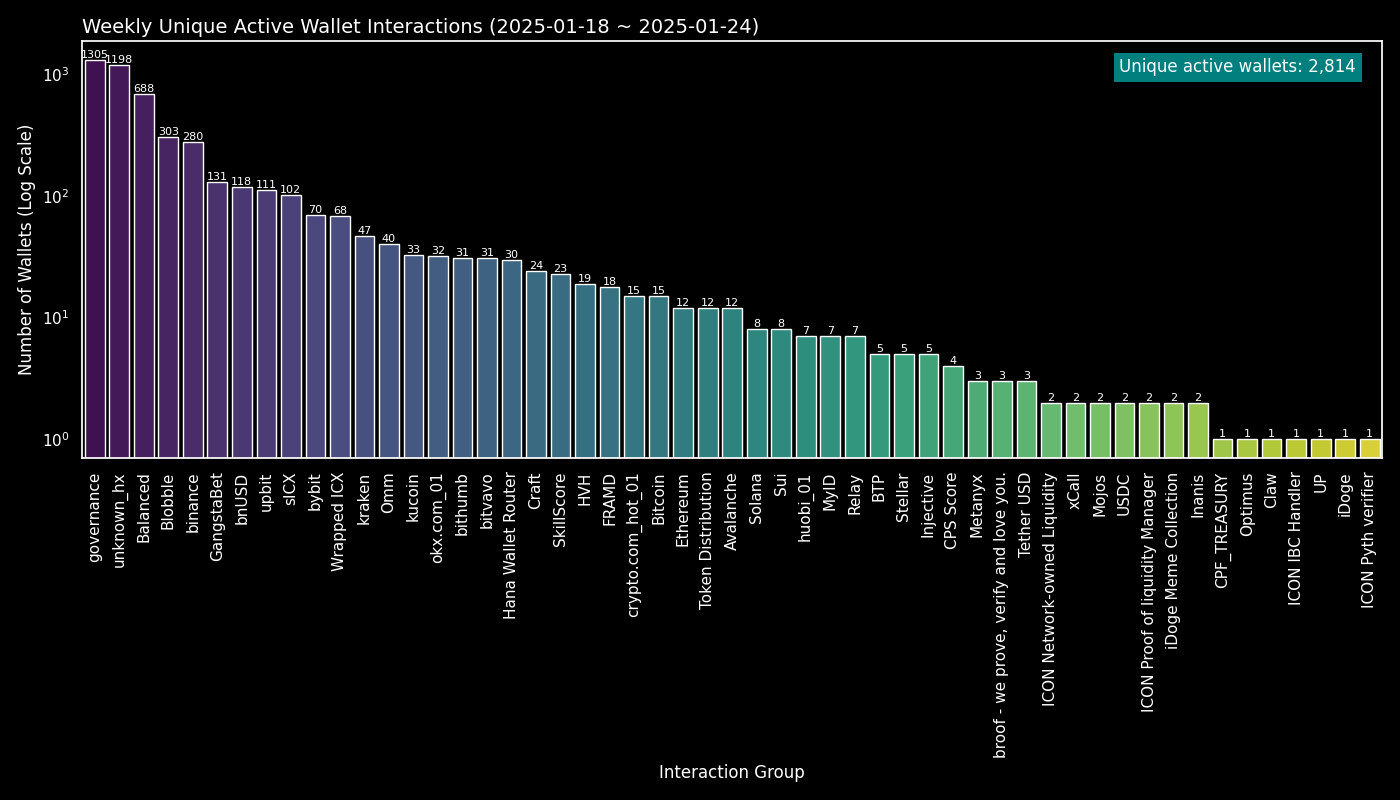 Weekly Unique Active Wallet Interactions (2025-01-18 ~ 2025-01-24)
Unique active wallets: 2,814
Number of Wallets (Log Scale)
10³
10²
10¹
10⁰
1305
1198
688
303
280
131
118
111
102
70
68
47
40
33
32
31
31
30
24
23
19
18
15
15
12
12
12
8
8
7
7
7
5
5
5
4
3
3
3
2
2
2
2
2
2
2
1
1
1
1
1
1
1
governance
unknown_hx
Balanced
Blobble
binance
GangstaBet
bnUSD
upbit
sICX
bybit
Wrapped ICX
kraken
Omm
kucoin
okx.com_01
bithumb
bitvavo
Hana Wallet Router
Craft
SkillScore
HVH
FRAMD
crypto.com_hot_01
Bitcoin
Ethereum
Token Distribution
Avalanche
Solana
Sui
huobi_01
MyID
Relay
BTP
Stellar
Injective
CPS Score
Metanyx
broof - we prove, verify and love you.
Tether USD
ICON Network-owned Liquidity
xCall
Mojos
USDC
ICON Proof of liquidity Manager
iDoge Meme Collection
Inanis
CPF_TREASURY
Optimus
Claw
ICON IBC Handler
UP
iDoge
ICON Pyth verifier
Interaction Group